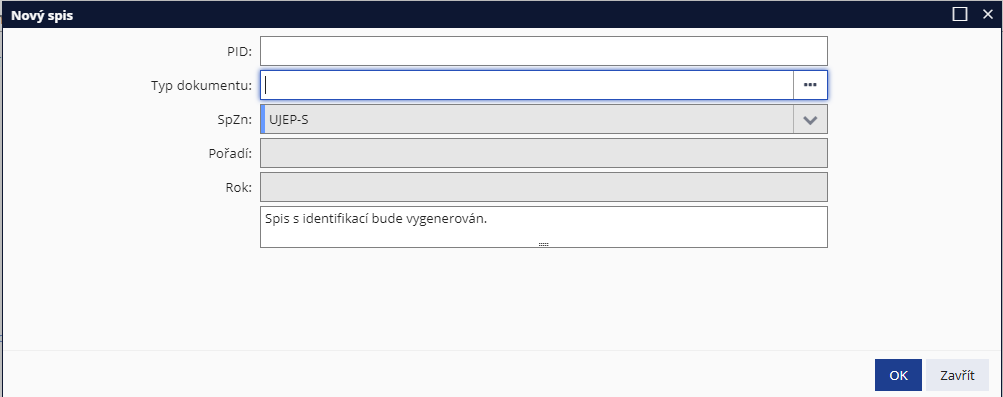 Nový spis
PID:
Typ dokumentu:
SpZn: UJEP-S
Pořadí:
Rok:
Spis s identifikací bude vygenerován.
OK Zavřít